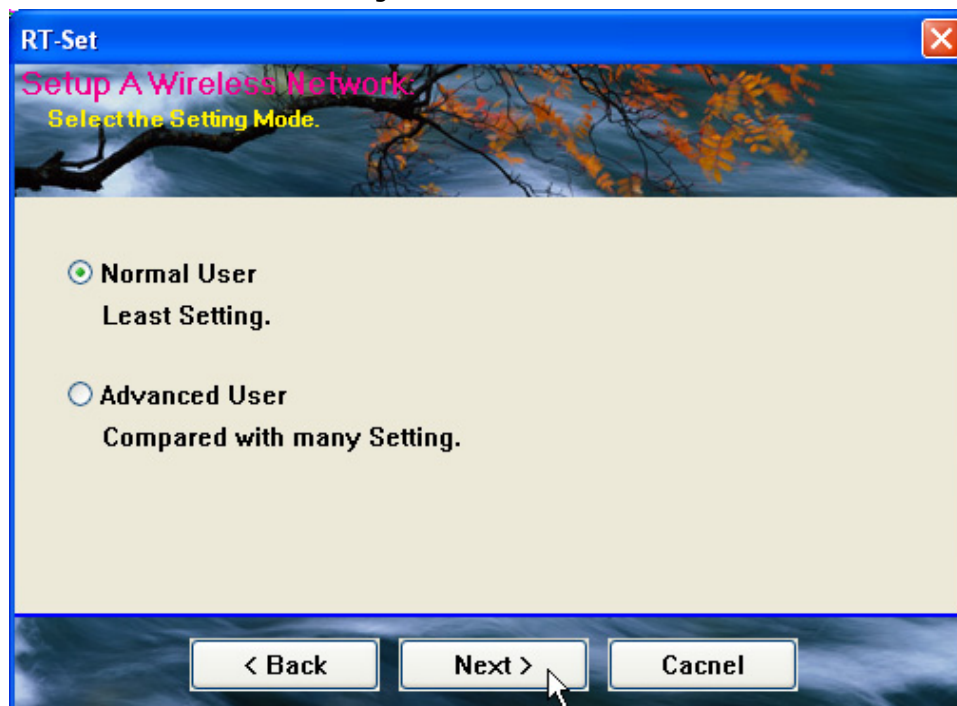 RT-Set
Setup A Wireless Network:
Select the Setting Mode.
Normal User
Least Setting.
Advanced User
Compared with many Setting.
< Back
Next >
Cacnel